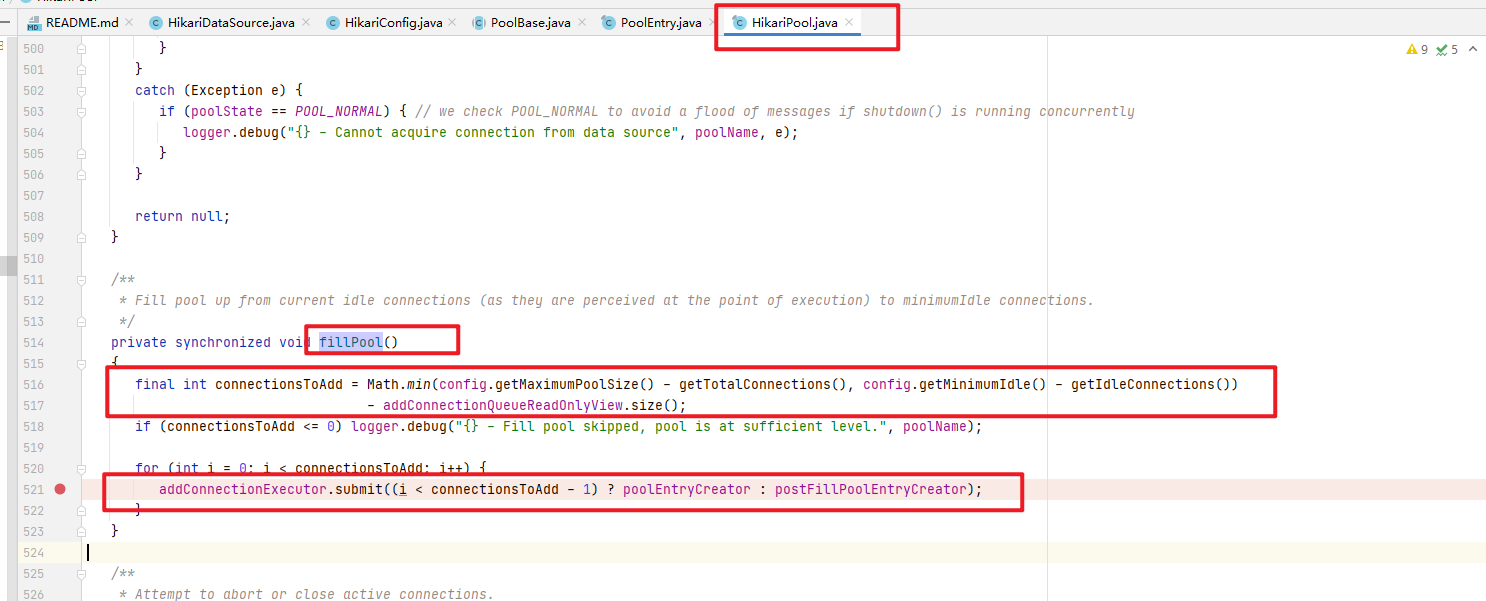 HikariPool
README.md HikariDataSource.java HikariConfig.java PoolBase.java PoolEntry.java HikariPool.java
9 5
500 }
501 }
502 catch (Exception e) {
503 if (poolState == POOL_NORMAL) { // we check POOL_NORMAL to avoid a flood of messages if shutdown() is running concurrently
504 logger.debug("{} - Cannot acquire connection from data source", poolName, e);
505 }
506 }
507
508 return null;
509 }
510
511 /**
512 * Fill pool up from current idle connections (as they are perceived at the point of execution) to minimumIdle connections.
513 */
514 private synchronized void fillPool()
515 {
516 final int connectionsToAdd = Math.min(config.getMaximumPoolSize() - getTotalConnections(), config.getMinimumIdle() - getIdleConnections())
517 - addConnectionQueueReadOnlyView.size();
518 if (connectionsToAdd <= 0) logger.debug("{} - Fill pool skipped, pool is at sufficient level.", poolName);
519
520 for (int i = 0; i < connectionsToAdd; i++) {
521 addConnectionExecutor.submit((i < connectionsToAdd - 1) ? poolEntryCreator : postFillPoolEntryCreator);
522 }
523 }
524
525 /**
526 * Attempt to abort or close active connections.